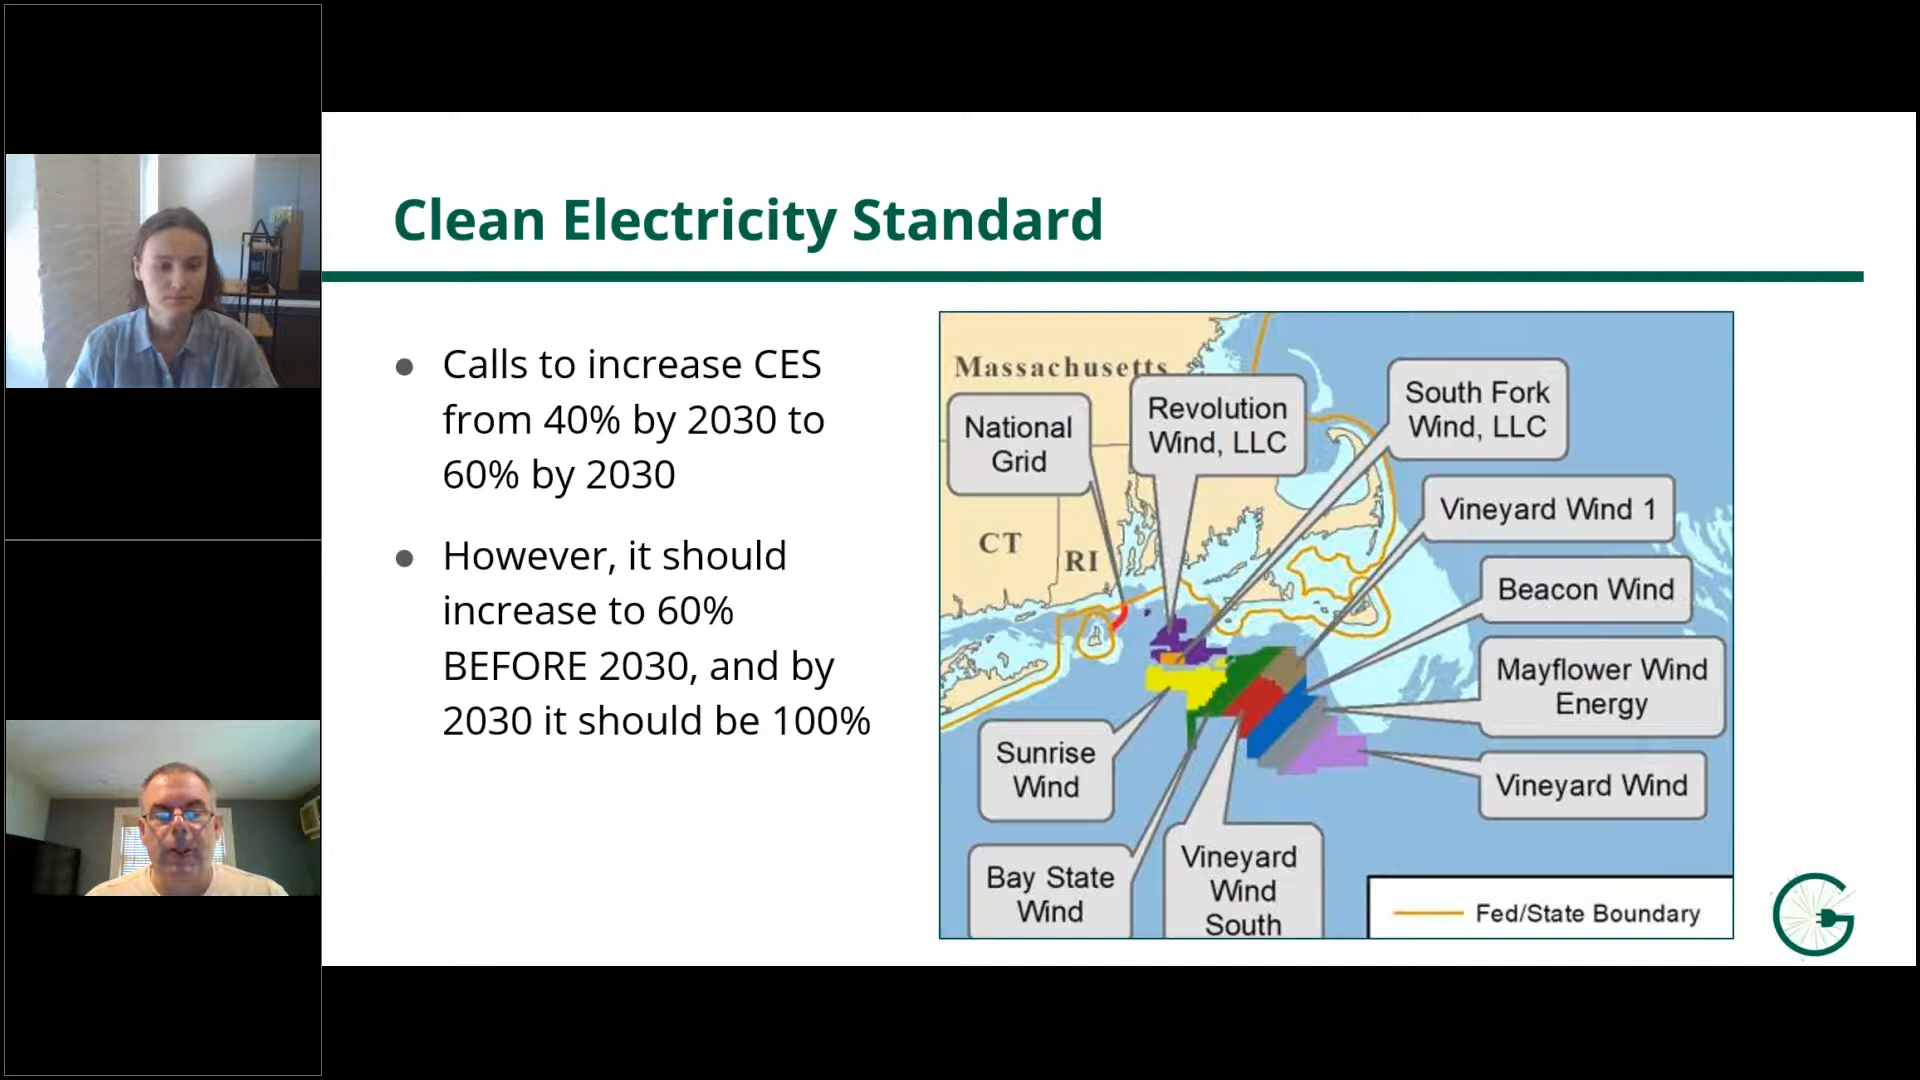 Clean Electricity Standard
● Calls to increase CES
from 40% by 2030 to
60% by 2030
● However, it should
increase to 60%
BEFORE 2030, and by
2030 it should be 100%
Massachusetts
CT
RI
National
Grid
Revolution
Wind, LLC
South Fork
Wind, LLC
Vineyard Wind 1
Beacon Wind
Mayflower Wind
Energy
Vineyard Wind
Sunrise
Wind
Bay State
Wind
Vineyard
Wind
South
Fed/State Boundary